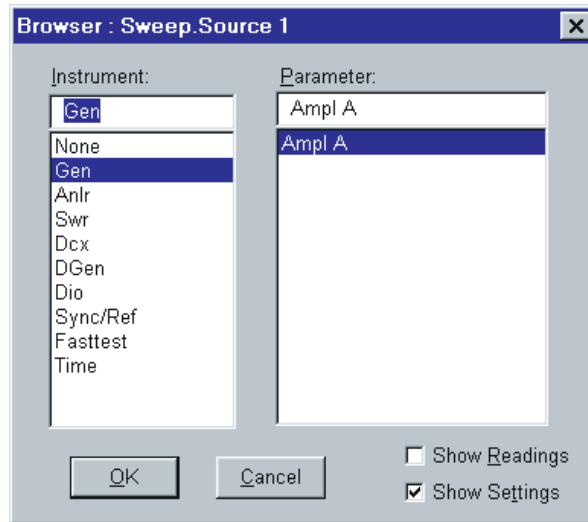 Browser : Sweep.Source 1
Instrument:
Gen
None
Gen
Anlr
Swr
Dcx
DGen
Dio
Sync/Ref
Fasttest
Time
Parameter:
Ampl A
Ampl A
OK
Cancel
Show Readings
Show Settings